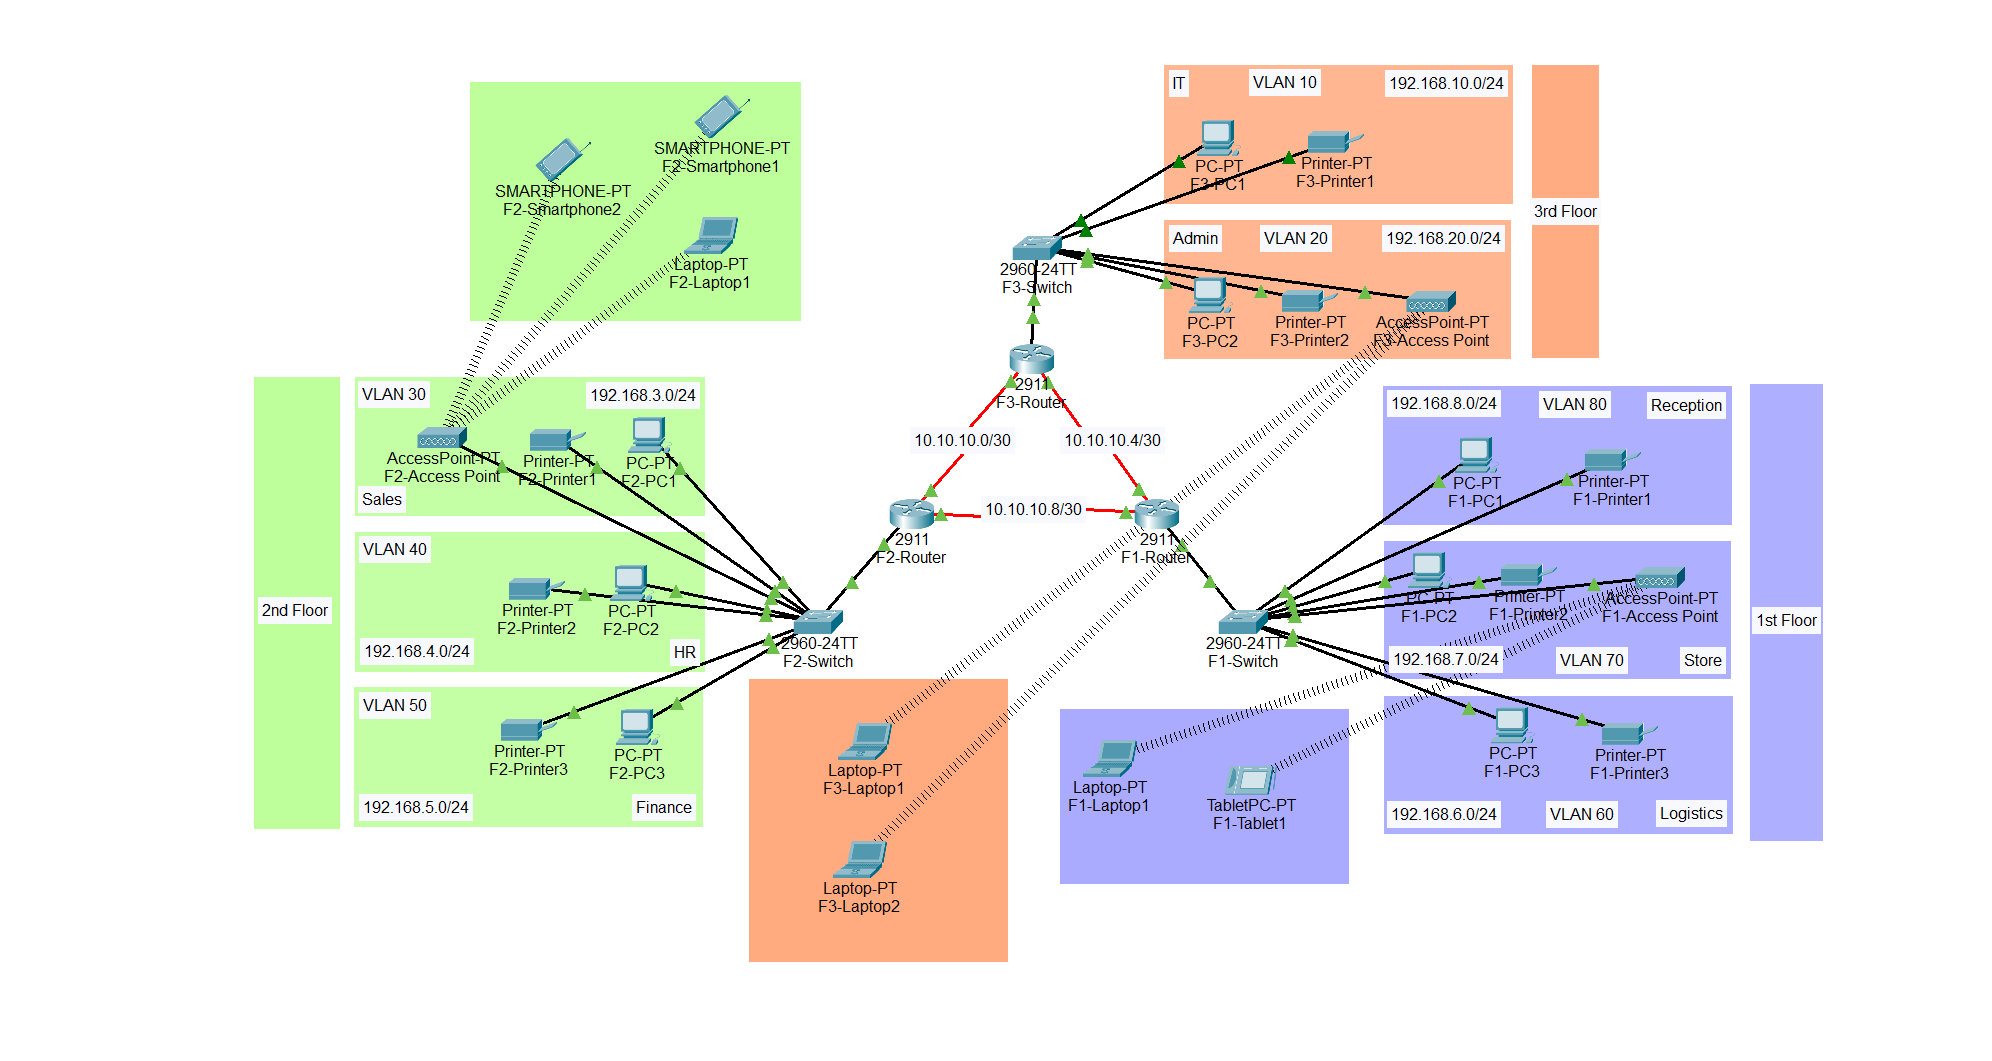 SMARTPHONE-PT
F2-Smartphone1
SMARTPHONE-PT
F2-Smartphone2
Laptop-PT
F2-Laptop1
IT
VLAN 10
192.168.10.0/24
PC-PT
F3-PC1
Printer-PT
F3-Printer1
3rd Floor
Admin
VLAN 20
192.168.20.0/24
PC-PT
F3-PC2
Printer-PT
F3-Printer2
AccessPoint-PT
F3-Access Point
2960-24TT
F3-Switch
2911
F3-Router
10.10.10.0/30
10.10.10.4/30
10.10.10.8/30
2911
F2-Router
2911
F1-Router
2nd Floor
VLAN 30
192.168.3.0/24
AccessPoint-PT
F2-Access Point
Printer-PT
F2-Printer1
PC-PT
F2-PC1
Sales
VLAN 40
Printer-PT
F2-Printer2
PC-PT
F2-PC2
192.168.4.0/24
HR
VLAN 50
Printer-PT
F2-Printer3
PC-PT
F2-PC3
192.168.5.0/24
Finance
2960-24TT
F2-Switch
Laptop-PT
F3-Laptop1
Laptop-PT
F3-Laptop2
2960-24TT
F1-Switch
192.168.8.0/24
VLAN 80
Reception
PC-PT
F1-PC1
Printer-PT
F1-Printer1
PC-PT
F1-PC2
Printer-PT
F1-Printer2
AccessPoint-PT
F1-Access Point
192.168.7.0/24
VLAN 70
Store
1st Floor
PC-PT
F1-PC3
Printer-PT
F1-Printer3
192.168.6.0/24
VLAN 60
Logistics
Laptop-PT
F1-Laptop1
TabletPC-PT
F1-Tablet1